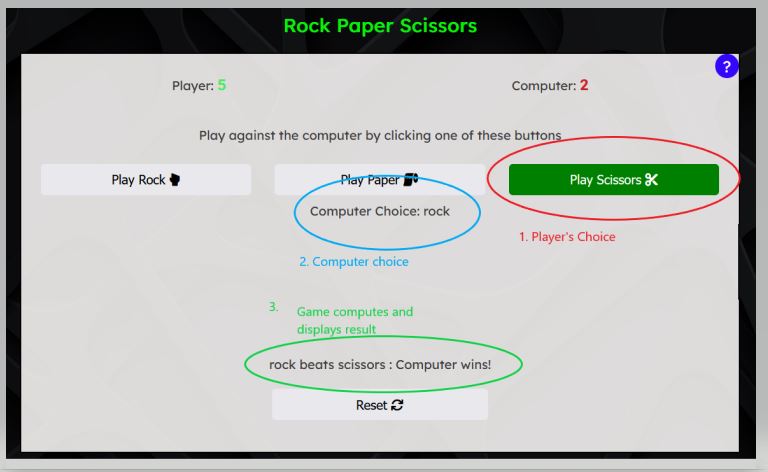 Rock Paper Scissors
?
Player: 5
Computer: 2
Play against the computer by clicking one of these buttons
Play Rock
Play Paper
Play Scissors
Computer Choice: rock
1. Player's Choice
2. Computer choice
3. Game computes and
displays result
rock beats scissors : Computer wins!
Reset